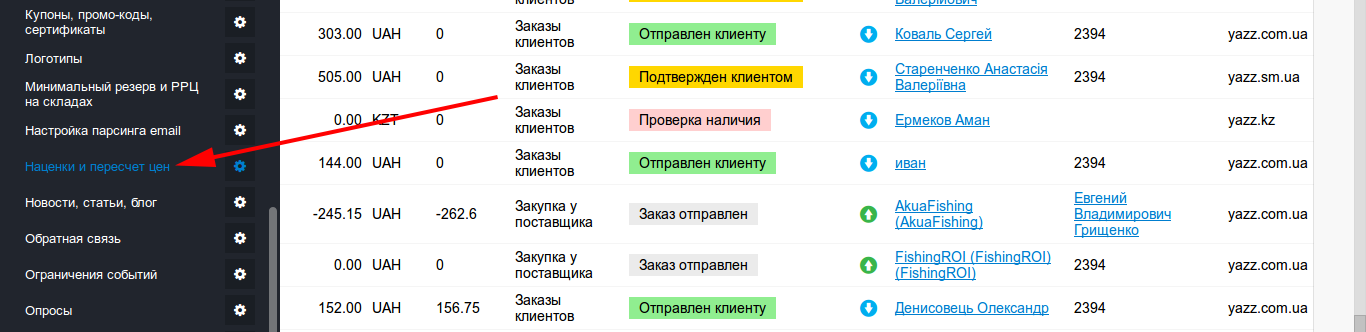 Купоны, промо-коды,
сертификаты
Логотипы
Минимальный резерв и РРЦ
на складах
Настройка парсинга email
Наценки и пересчет цен
Новости, статьи, блог
Обратная связь
Ограничения событий
Опросы
клиентов
Валерійович
303.00 UAH 0 Заказы
клиентов Отправлен клиенту Коваль Сергей 2394 yazz.com.ua
505.00 UAH 0 Заказы
клиентов Подтвержден клиентом Старенченко Анастасія
Валеріївна 2394 yazz.sm.ua
0.00 KZT 0 Заказы
клиентов Проверка наличия Ермеков Аман yazz.kz
144.00 UAH 0 Заказы
клиентов Отправлен клиенту иван 2394 yazz.com.ua
-245.15 UAH -262.6 Закупка у
поставщика Заказ отправлен AkuaFishing
(AkuaFishing) Евгений
Владимирович
Грищенко yazz.com.ua
0.00 UAH 0 Закупка у
поставщика Заказ отправлен FishingROI (FishingROI)
(FishingROI) 2394 yazz.com.ua
152.00 UAH 156.75 Заказы
клиентов Отправлен клиенту Денисовець Олександр 2394 yazz.com.ua